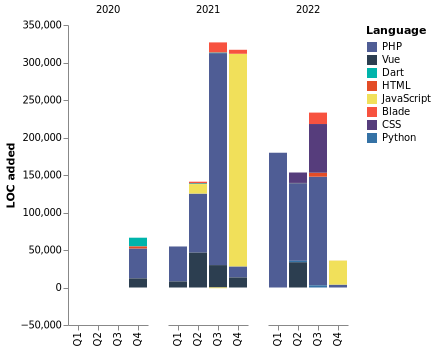 2020 2021 2022
350,000
300,000
250,000
200,000
150,000
100,000
50,000
0
−50,000
LOC added
Q1 Q2 Q3 Q4 Q1 Q2 Q3 Q4 Q1 Q2 Q3 Q4
Language
PHP
Vue
Dart
HTML
JavaScript
Blade
CSS
Python